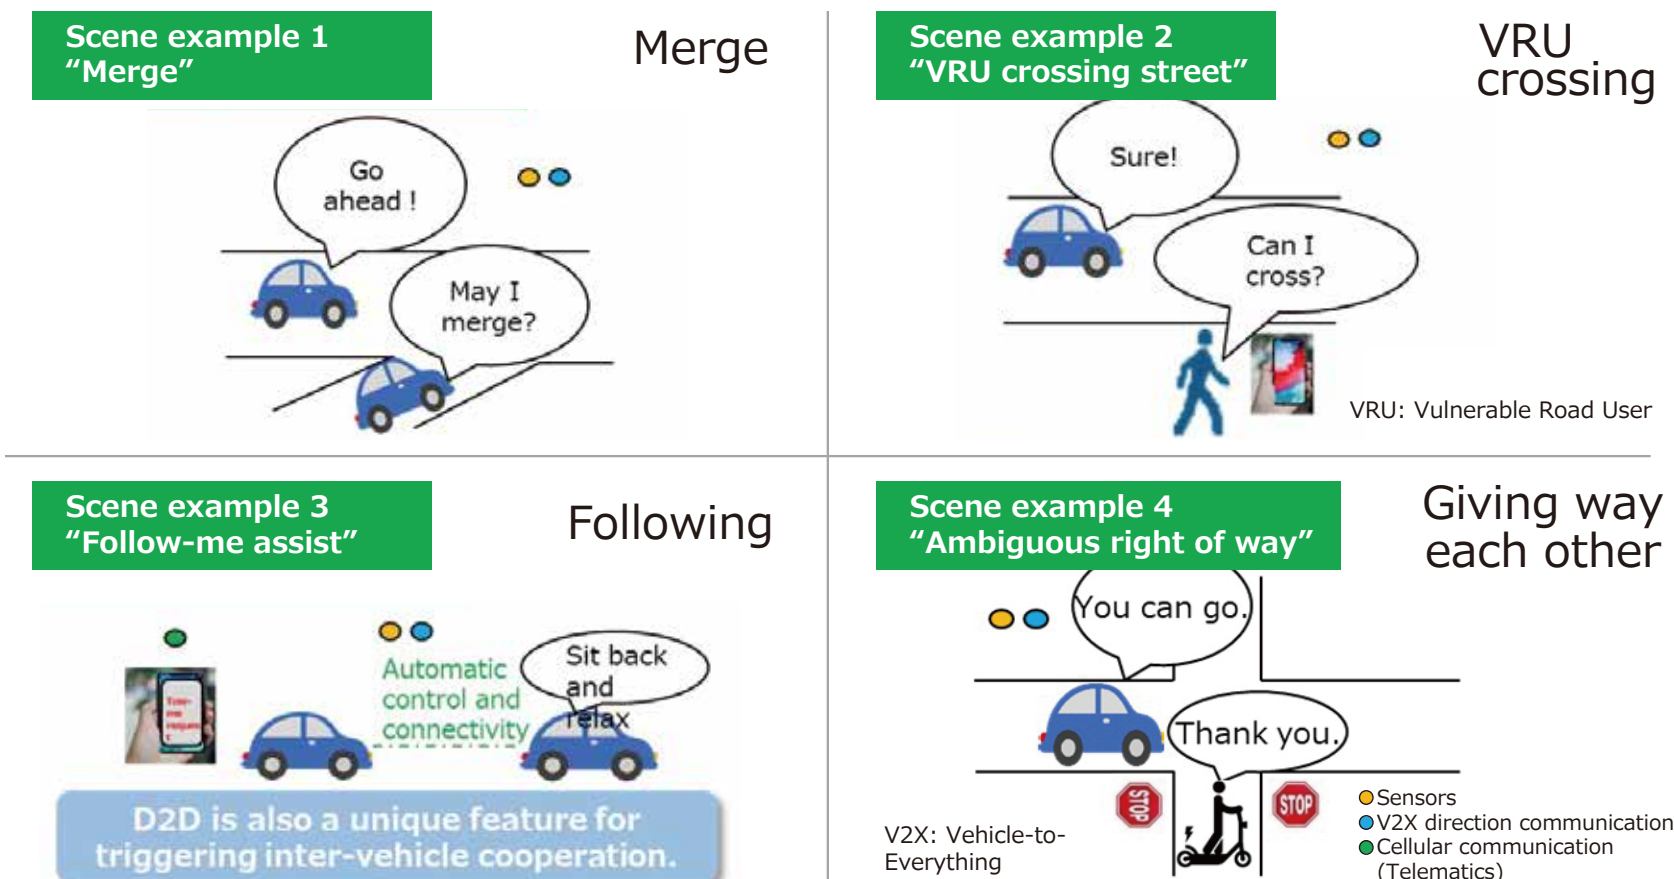 Scene example 1
“Merge”
Merge
Go
ahead !
May I
merge?
Scene example 2
“VRU crossing street”
VRU
crossing
Sure!
Can I
cross?
VRU: Vulnerable Road User
Scene example 3
“Follow-me assist”
Following
Automatic
control and
connectivity
Sit back
and
relax
D2D is also a unique feature for
triggering inter-vehicle cooperation.
Scene example 4
“Ambiguous right of way”
Giving way
each other
You can go.
Thank you.
STOP
STOP
V2X: Vehicle-to-
Everything
Sensors
V2X direction communication
Cellular communication
(Telematics)